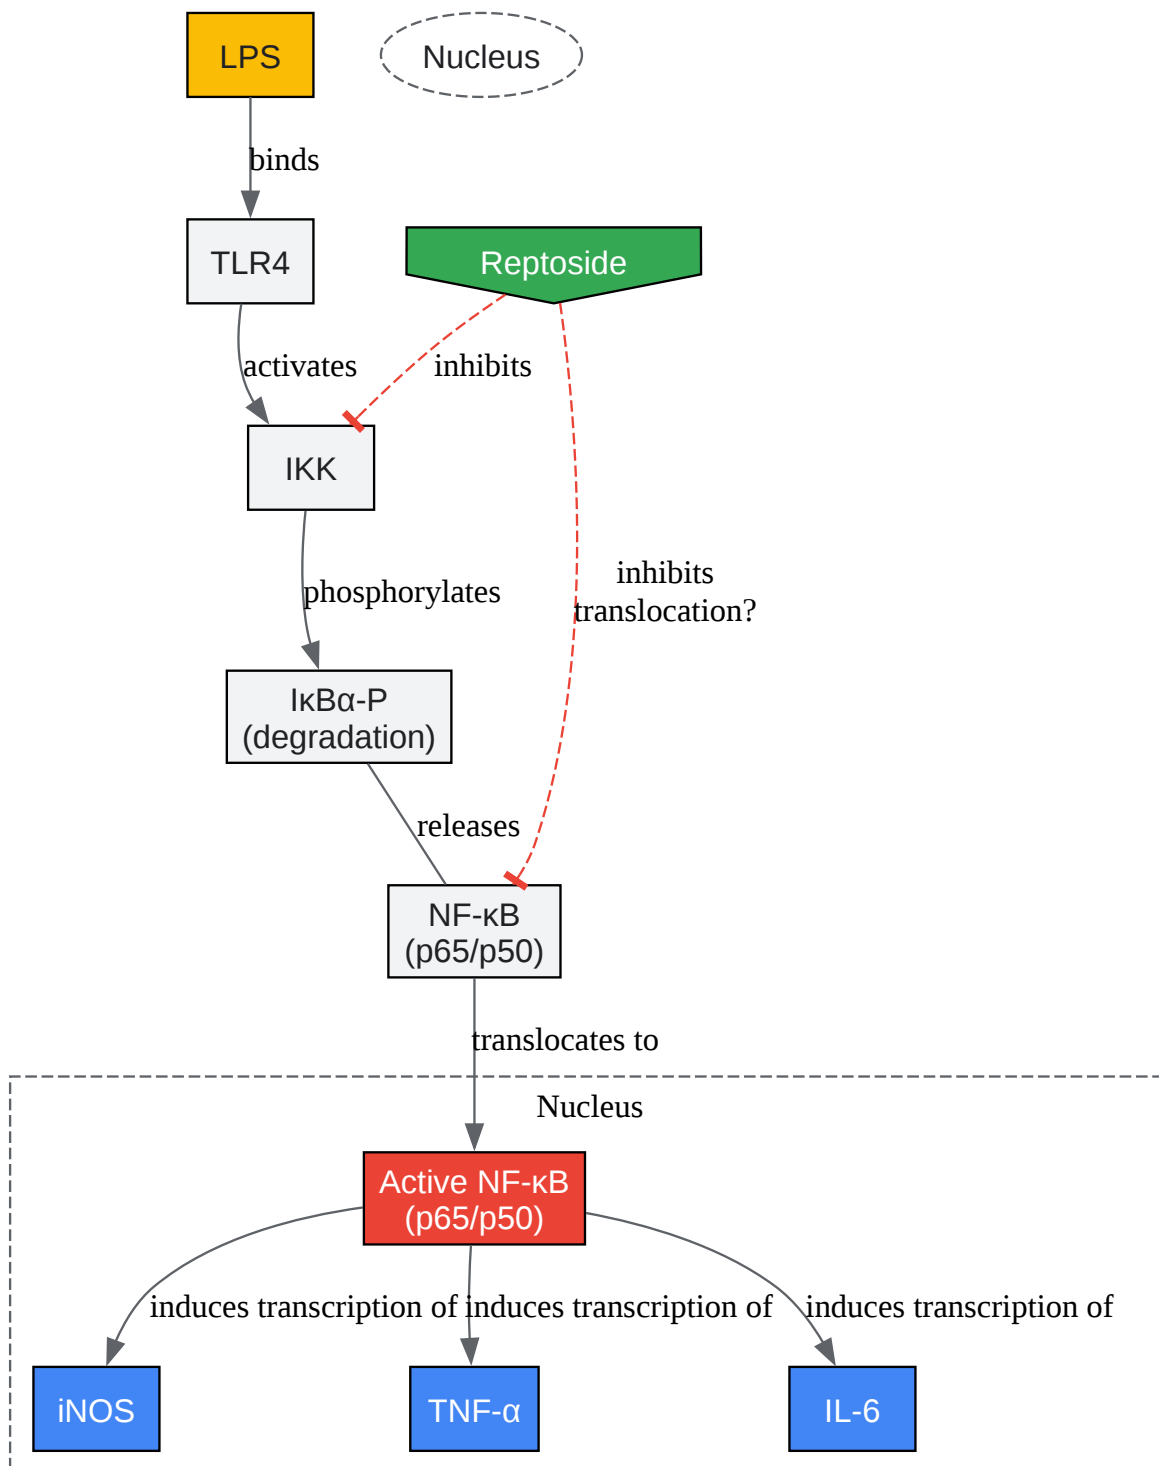 LPS
Nucleus
binds
TLR4
Reptoside
activates
inhibits
IKK
phosphorylates
inhibits
translocation?
IκBα-P
(degradation)
releases
NF-κB
(p65/p50)
translocates to
Nucleus
Active NF-κB
(p65/p50)
induces transcription of
induces transcription of
induces transcription of
iNOS
TNF-α
IL-6